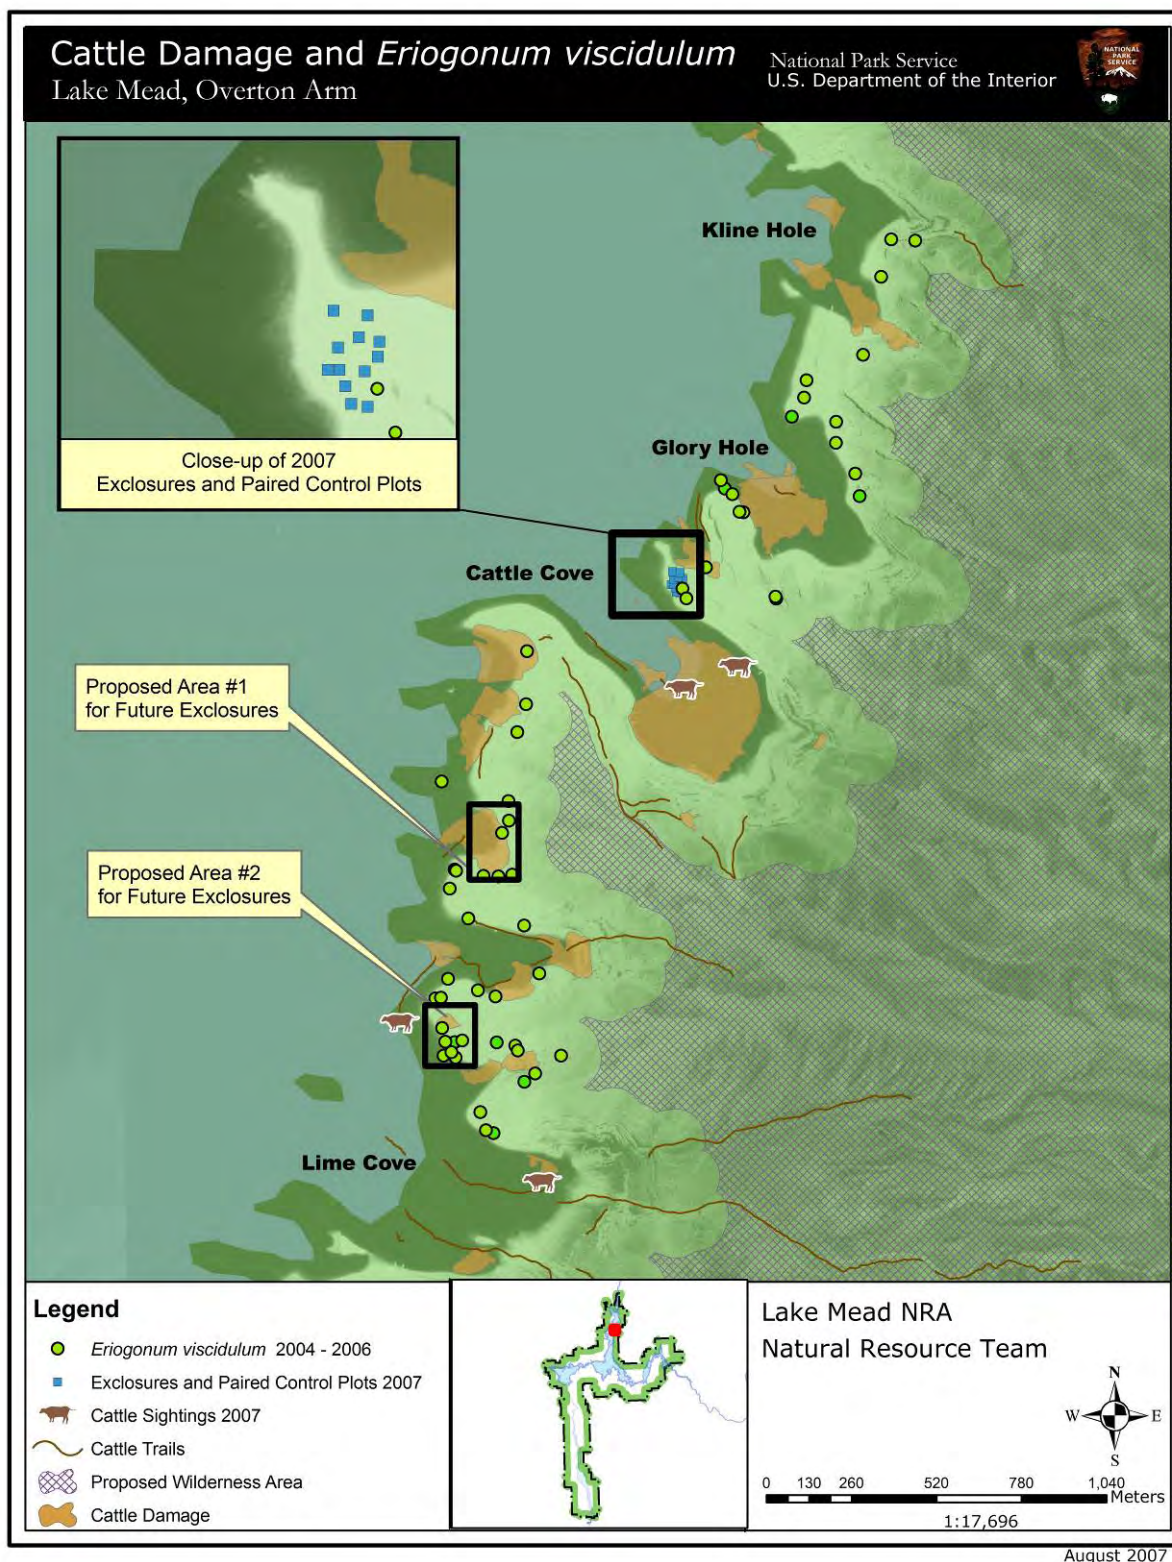 Cattle Damage and Eriogonum viscidulum
Lake Mead, Overton Arm
National Park Service
U.S. Department of the Interior
NATIONAL
PARK
SERVICE
Kline Hole
Glory Hole
Close-up of 2007
Exclosures and Paired Control Plots
Cattle Cove
Proposed Area #1
for Future Exclosures
Proposed Area #2
for Future Exclosures
Lime Cove
Legend
Eriogonum viscidulum 2004 - 2006
Exclosures and Paired Control Plots 2007
Cattle Sightings 2007
Cattle Trails
Proposed Wilderness Area
Cattle Damage
Lake Mead NRA
Natural Resource Team
N
W E
S
0 130 260 520 780 1,040
Meters
1:17,696
August 2007